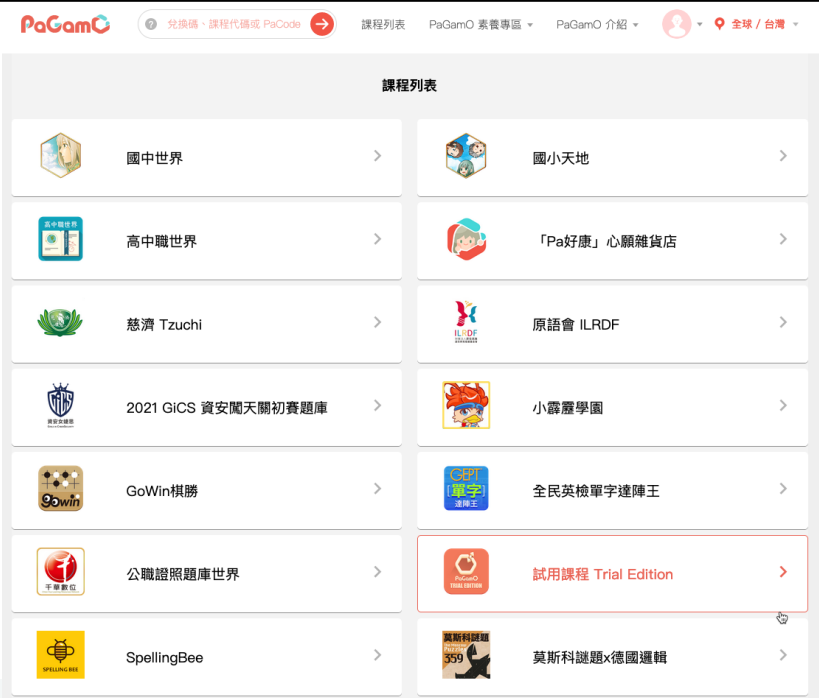 PaGamO
? 兌換碼、課程代碼或 PaCode
課程列表
PaGamO 素養專區
PaGamO 介紹
全球 / 台灣
課程列表
國中世界
國小天地
高中職世界
高中職世界
「Pa好康」心願雜貨店
慈濟 Tzuchi
ILRDF
原語會 ILRDF
GiCS
資安女婕思
2021 GiCS 資安闖天關初賽題庫
小霹靂學園
gowin
GoWin棋勝
GEPT
[單字]
達陣王
全民英檢單字達陣王
千華數位
公職證照題庫世界
PaGamO
TRIAL EDITION
試用課程 Trial Edition
SPELLING BEE
SpellingBee
莫斯科謎題
Puzzles
359
莫斯科謎題x德國邏輯